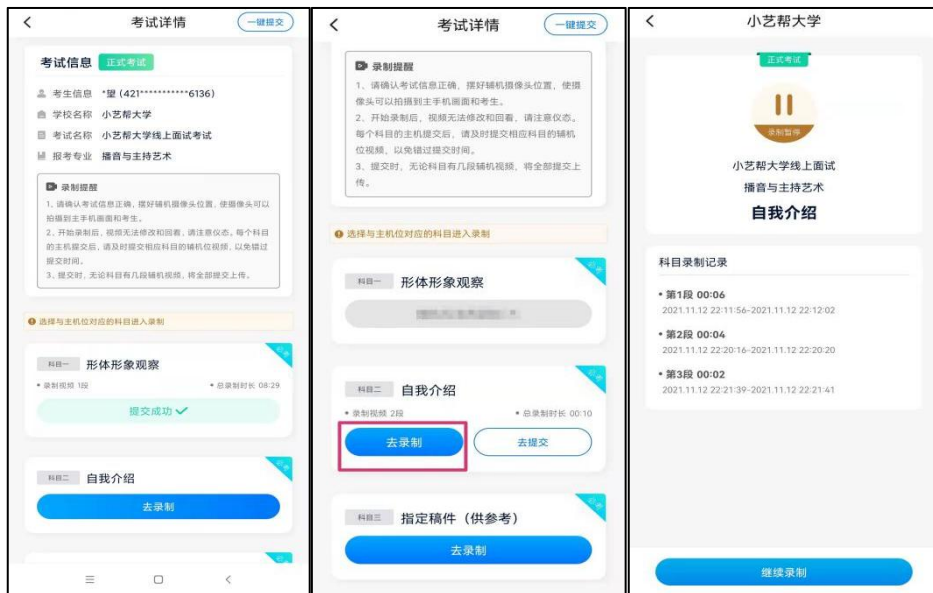 考试详情
一键提交
考试信息 正式考试
考生信息 *望 (421***********6136)
学校名称 小艺帮大学
考试名称 小艺帮大学线上面试考试
报考专业 播音与主持艺术
录制提醒
1、请确认考试信息正确，摆好辅机摄像头位置，使摄像头可以
拍摄到主手机画面和考生。
2、开始录制后，视频无法修改和回看，请注意仪态。每个科目
的主机提交后，请及时提交相应科目的辅机位视频，以免错过
提交时间。
3、提交时，无论科目有几段辅机视频，将全部提交上传。
选择与主机位对应的科目进入录制
必考
科目一 形体形象观察
• 录制视频 1段 • 总录制时长 08:29
提交成功
必考
科目二 自我介绍
去录制
考试详情
一键提交
录制提醒
1、请确认考试信息正确，摆好辅机摄像头位置，使摄
像头可以拍摄到主手机画面和考生。
2、开始录制后，视频无法修改和回看，请注意仪态。
每个科目的主机提交后，请及时提交相应科目的辅机
位视频，以免错过提交时间。
3、提交时，无论科目有几段辅机视频，将全部提交上
传。
选择与主机位对应的科目进入录制
必考
科目一 形体形象观察
必考
科目二 自我介绍
• 录制视频 2段 • 总录制时长 00:10
去录制 去提交
必考
科目三 指定稿件（供参考）
去录制
小艺帮大学
正式考试
录制暂停
小艺帮大学线上面试
播音与主持艺术
自我介绍
科目录制记录
• 第1段 00:06
2021.11.12 22:11:56-2021.11.12 22:12:02
• 第2段 00:04
2021.11.12 22:20:16-2021.11.12 22:20:20
• 第3段 00:02
2021.11.12 22:21:39-2021.11.12 22:21:41
继续录制